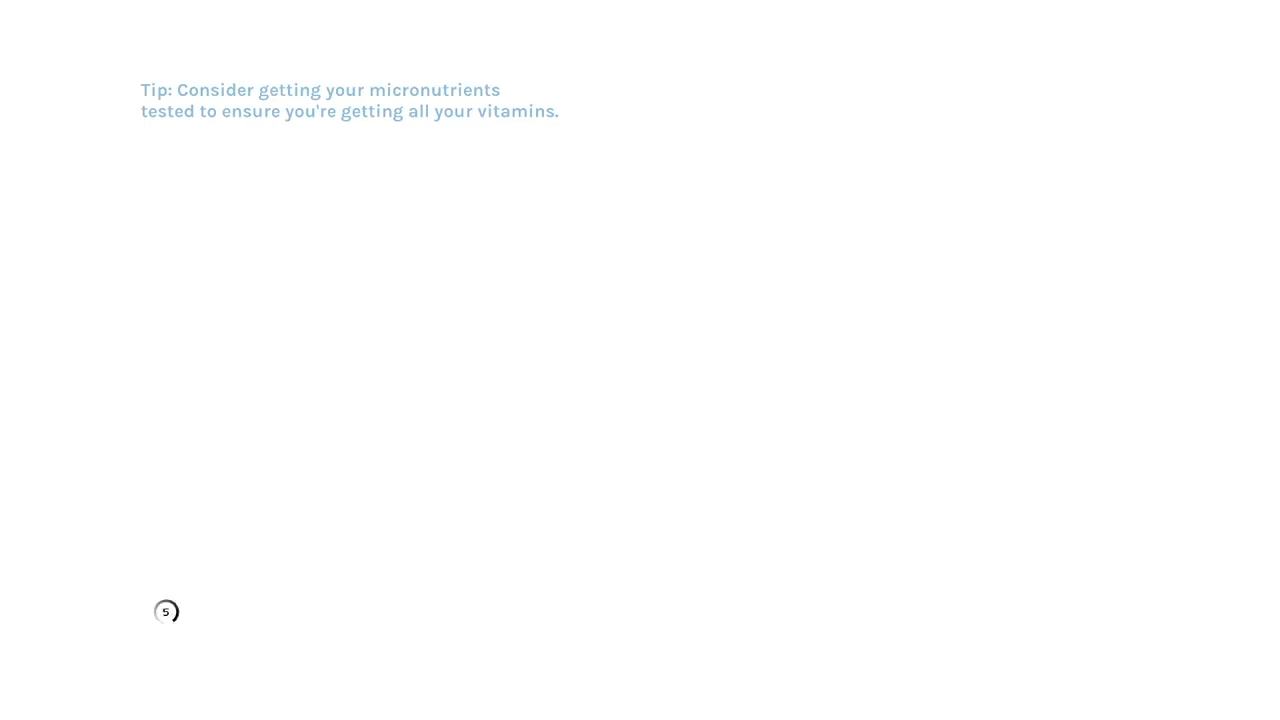 Tip: Consider getting your micronutrients
tested to ensure you're getting all your vitamins.
5